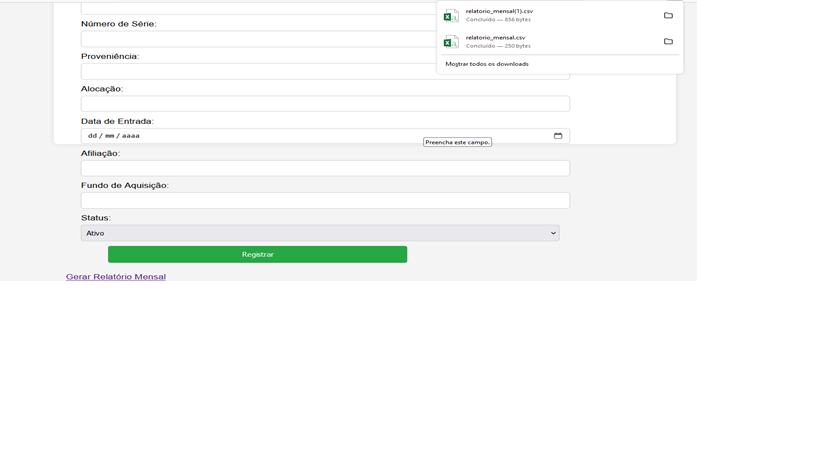 relatorio_mensal(1).csv
Concluído — 856 bytes
relatorio_mensal.csv
Concluído — 250 bytes
Mostrar todos os downloads
Número de Série:
Proveniência:
Alocação:
Data de Entrada:
dd / mm / aaaa
Preencha este campo.
Afiliação:
Fundo de Aquisição:
Status:
Ativo
Registrar
Gerar Relatório Mensal